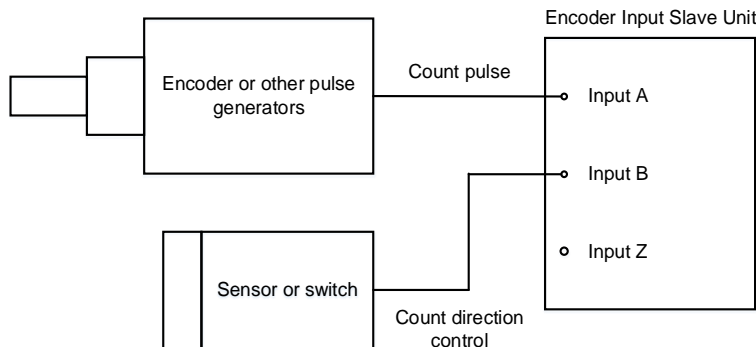 Encoder Input Slave Unit
Encoder or other pulse
generators
Count pulse
Input A
Input B
Input Z
Sensor or switch
Count direction
control